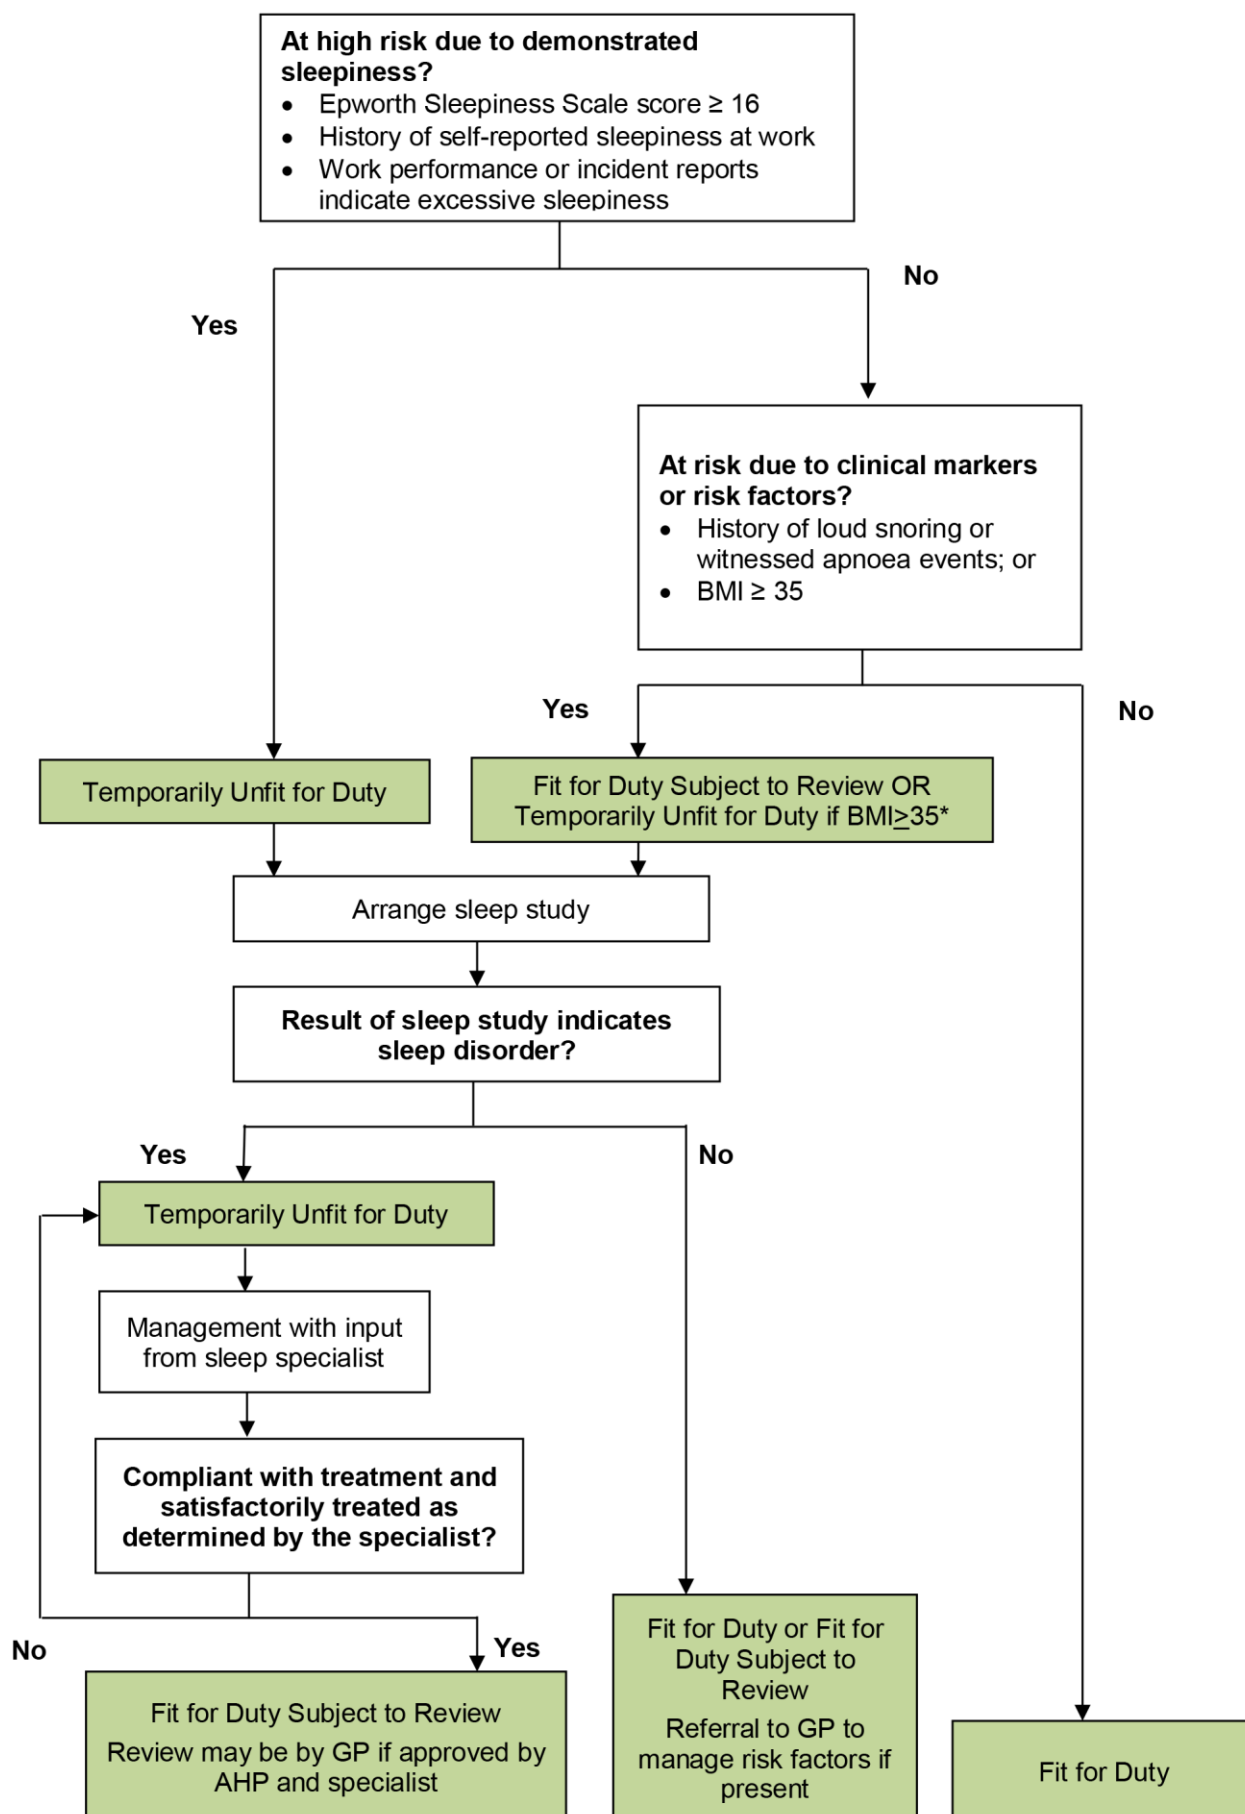 At high risk due to demonstrated
sleepiness?
• Epworth Sleepiness Scale score ≥ 16
• History of self-reported sleepiness at work
• Work performance or incident reports
indicate excessive sleepiness
Yes
No
At risk due to clinical markers
or risk factors?
• History of loud snoring or
witnessed apnoea events; or
• BMI ≥ 35
Yes
No
Temporarily Unfit for Duty
Fit for Duty Subject to Review OR
Temporarily Unfit for Duty if BMI≥35*
Arrange sleep study
Result of sleep study indicates
sleep disorder?
Yes
No
Temporarily Unfit for Duty
Management with input
from sleep specialist
Compliant with treatment and
satisfactorily treated as
determined by the specialist?
No
Yes
Fit for Duty Subject to Review
Review may be by GP if approved by
AHP and specialist
Fit for Duty or Fit for
Duty Subject to
Review
Referral to GP to
manage risk factors if
present
Fit for Duty